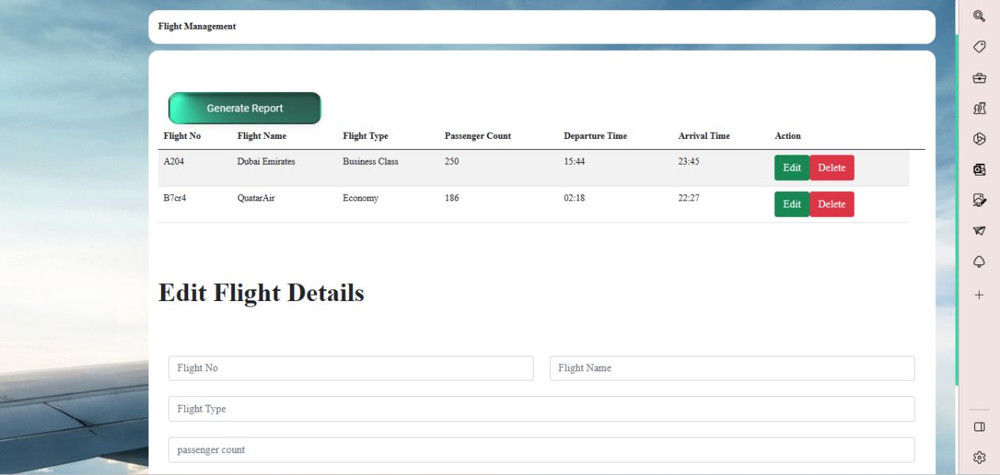 Flight Management
Generate Report
Flight No Flight Name Flight Type Passenger Count Departure Time Arrival Time Action
A204 Dubai Emirates Business Class 250 15:44 23:45 Edit Delete
B7cr4 QuatarAir Economy 186 02:18 22:27 Edit Delete
Edit Flight Details
Flight No Flight Name
Flight Type
passenger count